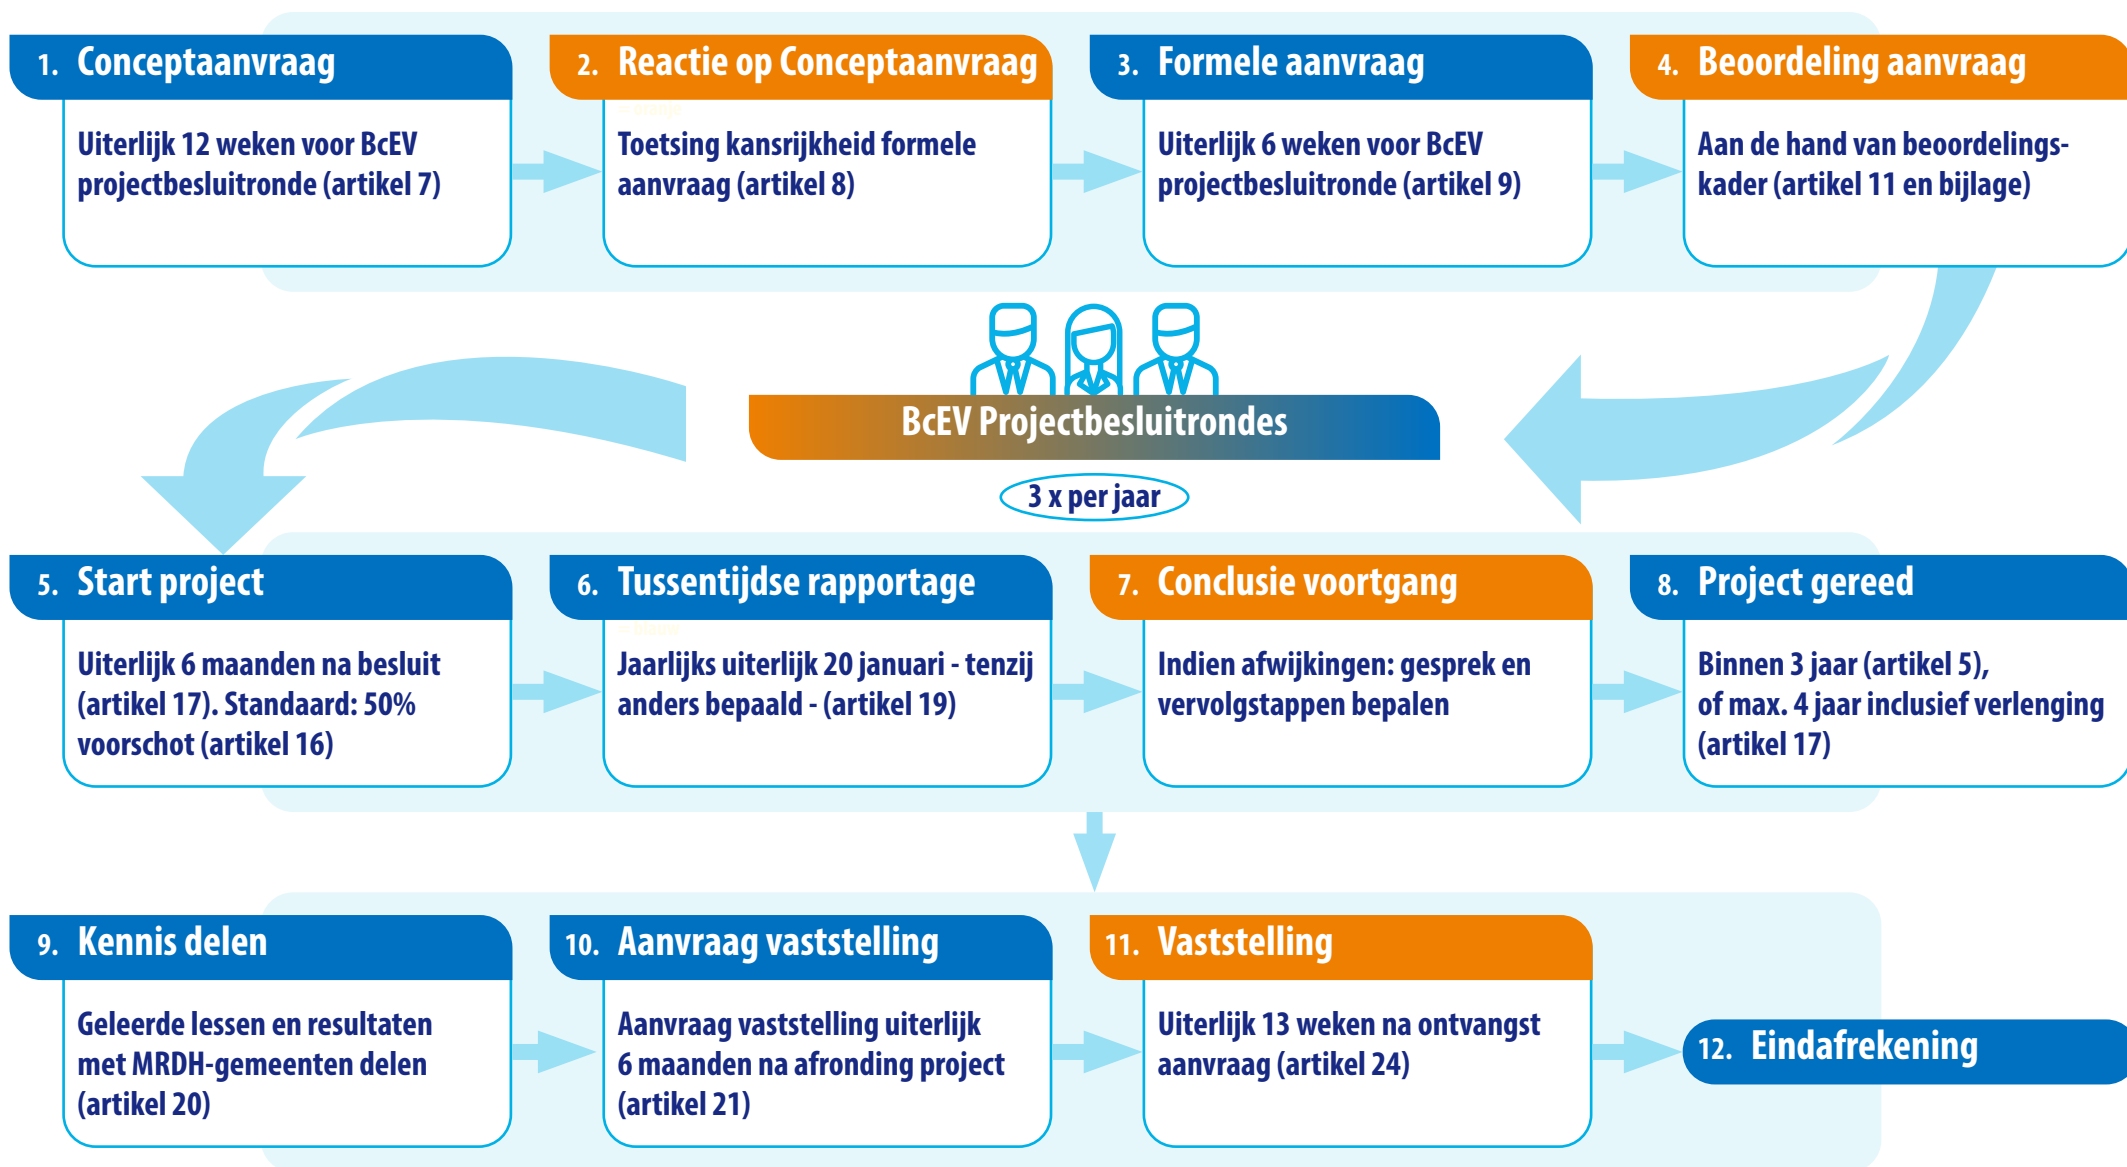 1. Conceptaanvraag
Uiterlijk 12 weken voor BcEV
projectbesluitronde (artikel 7)
2. Reactie op Conceptaanvraag
Toetsing kansrijkheid formele
aanvraag (artikel 8)
3. Formele aanvraag
Uiterlijk 6 weken voor BcEV
projectbesluitronde (artikel 9)
4. Beoordeling aanvraag
Aan de hand van beoordelings-
kader (artikel 11 en bijlage)
BcEV Projectbesluitrondes
3 x per jaar
5. Start project
Uiterlijk 6 maanden na besluit
(artikel 17). Standaard: 50%
voorschot (artikel 16)
6. Tussentijdse rapportage
Jaarlijks uiterlijk 20 januari - tenzij
anders bepaald - (artikel 19)
7. Conclusie voortgang
Indien afwijkingen: gesprek en
vervolgstappen bepalen
8. Project gereed
Binnen 3 jaar (artikel 5),
of max. 4 jaar inclusief verlenging
(artikel 17)
9. Kennis delen
Geleerde lessen en resultaten
met MRDH-gemeenten delen
(artikel 20)
10. Aanvraag vaststelling
Aanvraag vaststelling uiterlijk
6 maanden na afronding project
(artikel 21)
11. Vaststelling
Uiterlijk 13 weken na ontvangst
aanvraag (artikel 24)
12. Eindafrekening